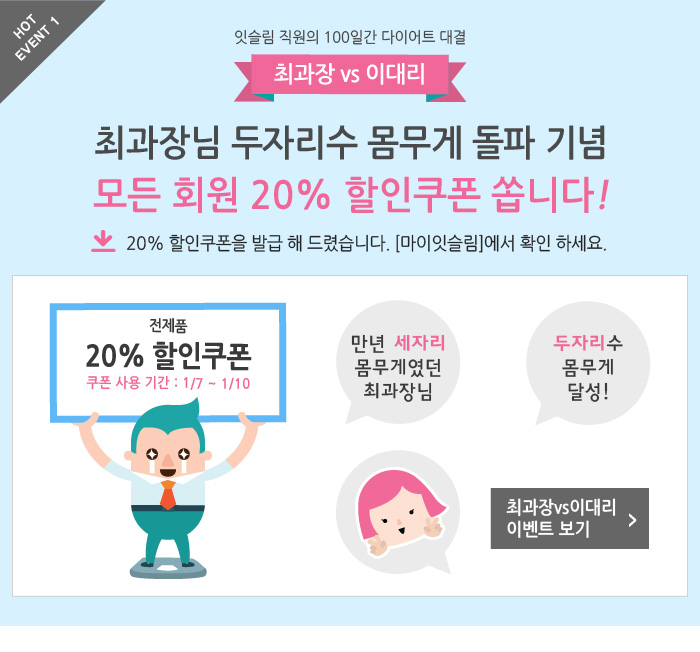 HOT
EVENT 1
잇슬림 직원의 100일간 다이어트 대결
최과장 vs 이대리
최과장님 두자리수 몸무게 돌파 기념
모든 회원 20% 할인쿠폰 쏩니다!
20% 할인쿠폰을 발급 해 드렸습니다. [마이잇슬림]에서 확인 하세요.
전제품
20% 할인쿠폰
쿠폰 사용 기간 : 1/7 ~ 1/10
만년 세자리
몸무게였던
최과장님
두자리수
몸무게
달성!
최과장vs이대리
이벤트 보기